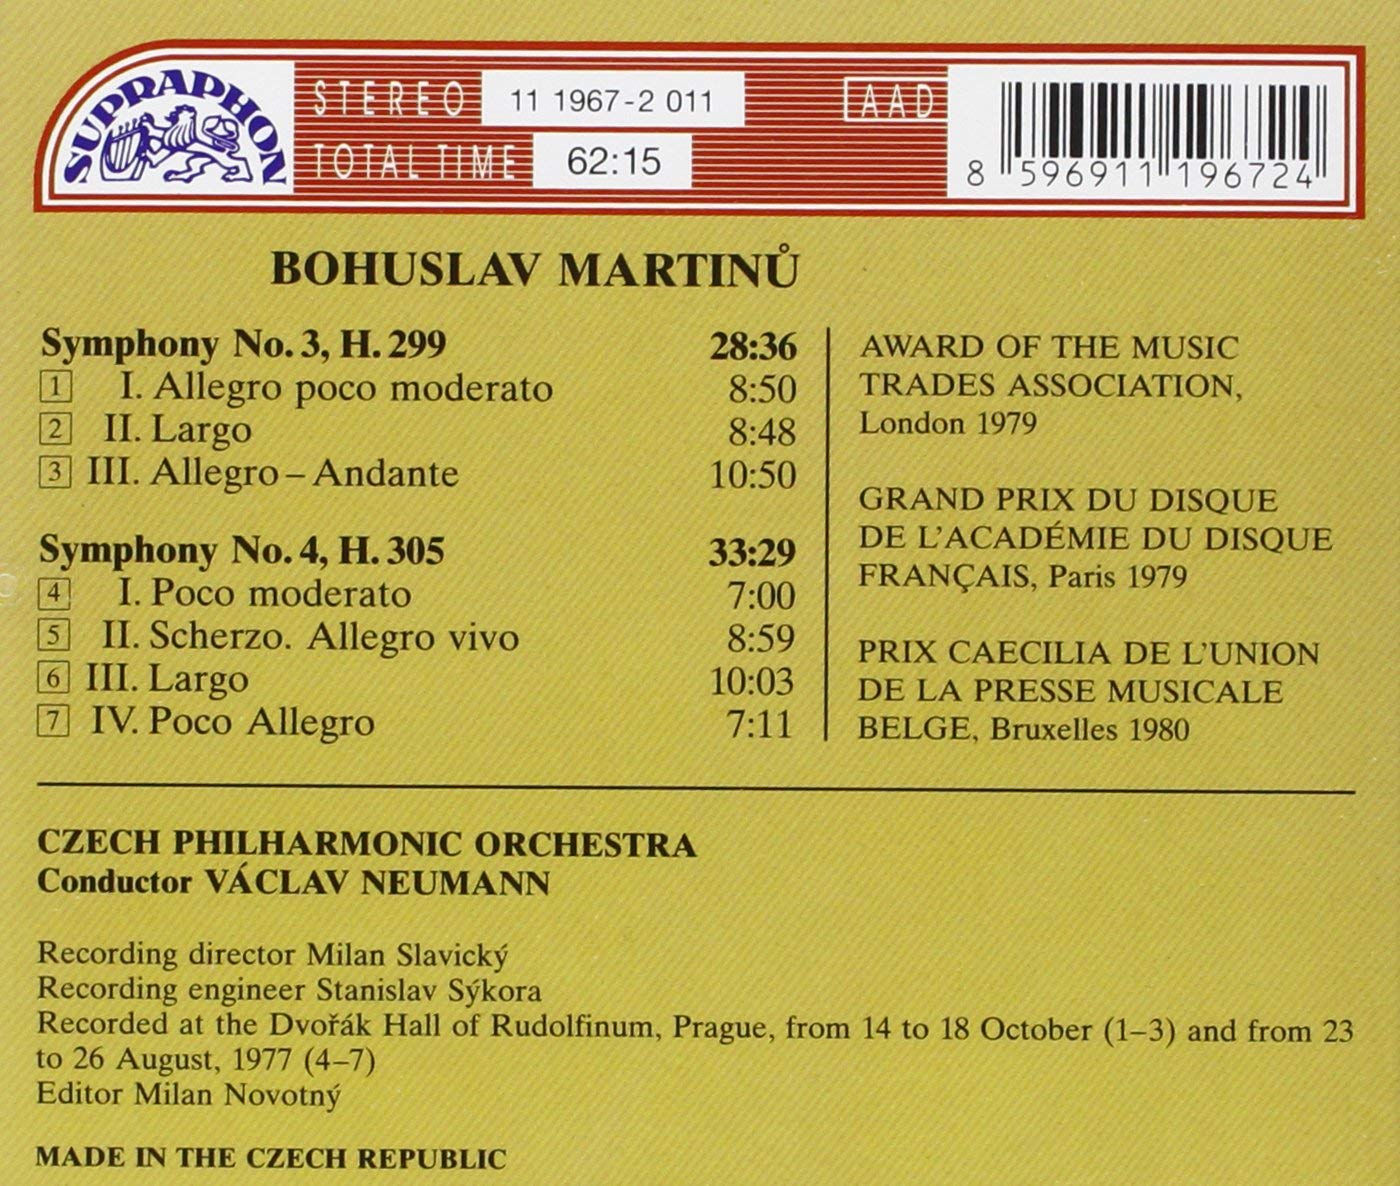 SUPRAPHON
STEREO 11 1967-2 011 AAD
TOTAL TIME 62:15
8 596911 196724
BOHUSLAV MARTINŮ
Symphony No. 3, H. 299 28:36
1 I. Allegro poco moderato 8:50
2 II. Largo 8:48
3 III. Allegro – Andante 10:50
Symphony No. 4, H. 305 33:29
4 I. Poco moderato 7:00
5 II. Scherzo. Allegro vivo 8:59
6 III. Largo 10:03
7 IV. Poco Allegro 7:11
AWARD OF THE MUSIC
TRADES ASSOCIATION,
London 1979
GRAND PRIX DU DISQUE
DE L'ACADÉMIE DU DISQUE
FRANÇAIS, Paris 1979
PRIX CAECILIA DE L'UNION
DE LA PRESSE MUSICALE
BELGE, Bruxelles 1980
CZECH PHILHARMONIC ORCHESTRA
Conductor VÁCLAV NEUMANN
Recording director Milan Slavický
Recording engineer Stanislav Sýkora
Recorded at the Dvořák Hall of Rudolfinum, Prague, from 14 to 18 October (1–3) and from 23
to 26 August, 1977 (4–7)
Editor Milan Novotný
MADE IN THE CZECH REPUBLIC